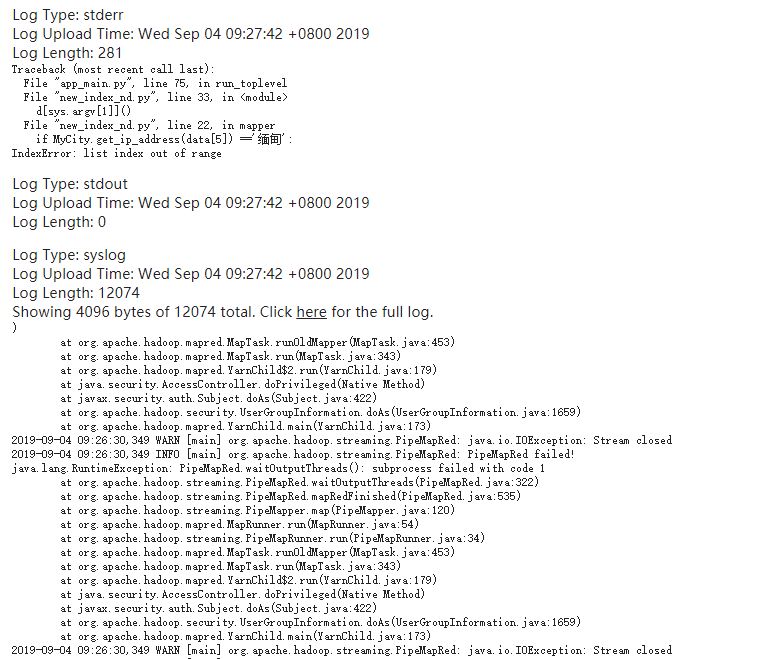 Log Type: stderr
Log Upload Time: Wed Sep 04 09:27:42 +0800 2019
Log Length: 281
Traceback (most recent call last):
  File "app_main.py", line 75, in run_toplevel
  File "new_index_nd.py", line 33, in <module>
    d[sys.argv[1]]()
  File "new_index_nd.py", line 22, in mapper
    if MyCity.get_ip_address(data[5]) =='缅甸':
IndexError: list index out of range
Log Type: stdout
Log Upload Time: Wed Sep 04 09:27:42 +0800 2019
Log Length: 0
Log Type: syslog
Log Upload Time: Wed Sep 04 09:27:42 +0800 2019
Log Length: 12074
Showing 4096 bytes of 12074 total. Click here for the full log.
)
        at org.apache.hadoop.mapred.MapTask.runOldMapper(MapTask.java:453)
        at org.apache.hadoop.mapred.MapTask.run(MapTask.java:343)
        at org.apache.hadoop.mapred.YarnChild$2.run(YarnChild.java:179)
        at java.security.AccessController.doPrivileged(Native Method)
        at javax.security.auth.Subject.doAs(Subject.java:422)
        at org.apache.hadoop.security.UserGroupInformation.doAs(UserGroupInformation.java:1659)
        at org.apache.hadoop.mapred.YarnChild.main(YarnChild.java:173)
2019-09-04 09:26:30,349 WARN [main] org.apache.hadoop.streaming.PipeMapRed: java.io.IOException: Stream closed
2019-09-04 09:26:30,349 INFO [main] org.apache.hadoop.streaming.PipeMapRed: PipeMapRed failed!
java.lang.RuntimeException: PipeMapRed.waitOutputThreads(): subprocess failed with code 1
        at org.apache.hadoop.streaming.PipeMapRed.waitOutputThreads(PipeMapRed.java:322)
        at org.apache.hadoop.streaming.PipeMapRed.mapRedFinished(PipeMapRed.java:535)
        at org.apache.hadoop.streaming.PipeMapper.map(PipeMapper.java:120)
        at org.apache.hadoop.mapred.MapRunner.run(MapRunner.java:54)
        at org.apache.hadoop.streaming.PipeMapRunner.run(PipeMapRunner.java:34)
        at org.apache.hadoop.mapred.MapTask.runOldMapper(MapTask.java:453)
        at org.apache.hadoop.mapred.MapTask.run(MapTask.java:343)
        at org.apache.hadoop.mapred.YarnChild$2.run(YarnChild.java:179)
        at java.security.AccessController.doPrivileged(Native Method)
        at javax.security.auth.Subject.doAs(Subject.java:422)
        at org.apache.hadoop.security.UserGroupInformation.doAs(UserGroupInformation.java:1659)
        at org.apache.hadoop.mapred.YarnChild.main(YarnChild.java:173)
2019-09-04 09:26:30,349 WARN [main] org.apache.hadoop.streaming.PipeMapRed: java.io.IOException: Stream closed